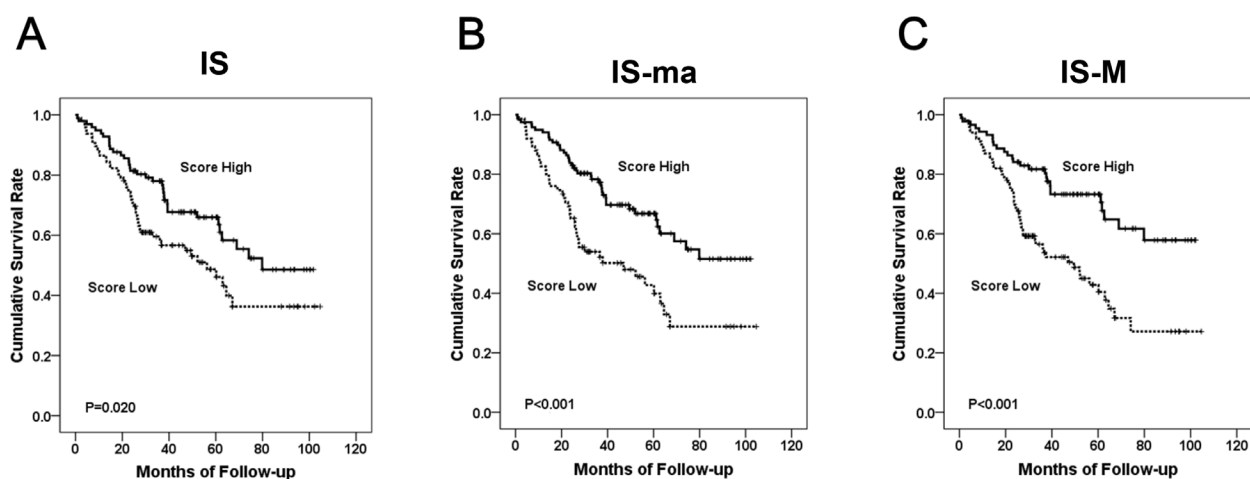 A
IS
Cumulative Survival Rate
1.0
0.8
0.6
0.4
0.2
0.0
Score High
Score Low
P=0.020
0 20 40 60 80 100 120
Months of Follow-up
B
IS-ma
Cumulative Survival Rate
1.0
0.8
0.6
0.4
0.2
0.0
Score High
Score Low
P<0.001
0 20 40 60 80 100 120
Months of Follow-up
C
IS-M
Cumulative Survival Rate
1.0
0.8
0.6
0.4
0.2
0.0
Score High
Score Low
P<0.001
0 20 40 60 80 100 120
Months of Follow-up